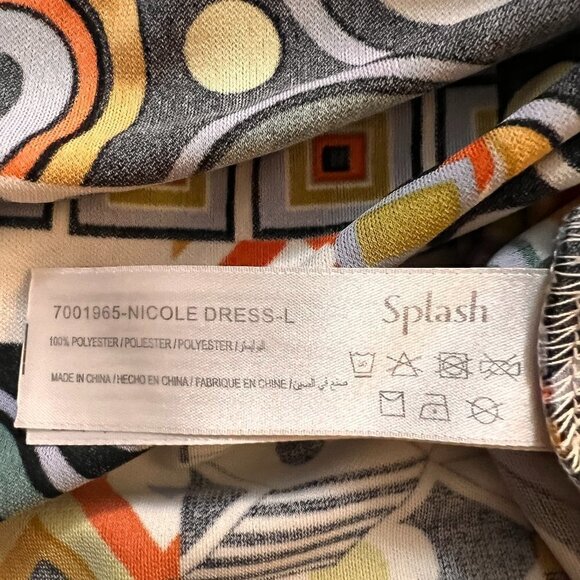 7001965-NICOLE DRESS-L
Splash
100% POLYESTER / POLIESTER / POLYESTER / البوليستر
MADE IN CHINA / HECHO EN CHINA / FABRIQUE EN CHINE / صنع في الصين